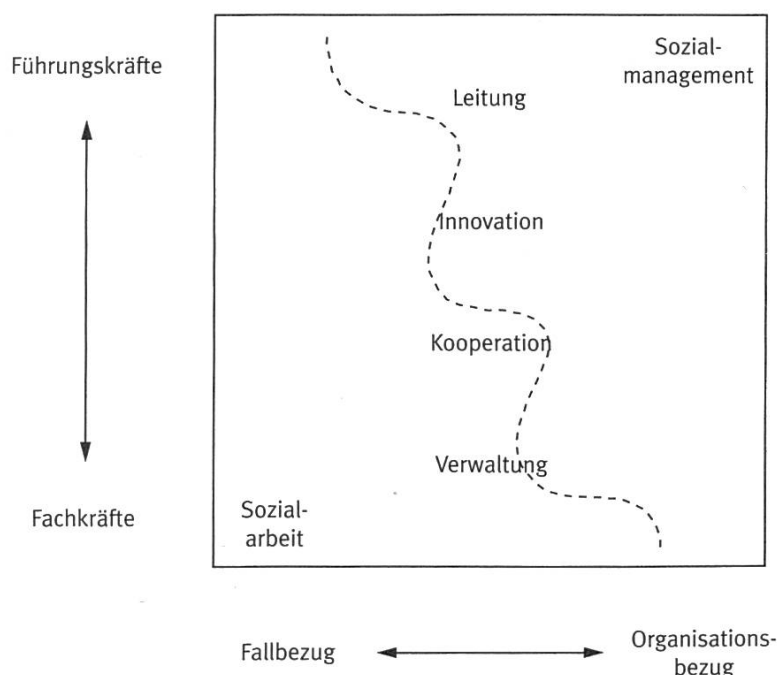 Führungskräfte
Sozial-
management
Leitung
Innovation
Kooperation
Verwaltung
Fachkräfte
Sozial-
arbeit
Fallbezug
Organisations-
bezug